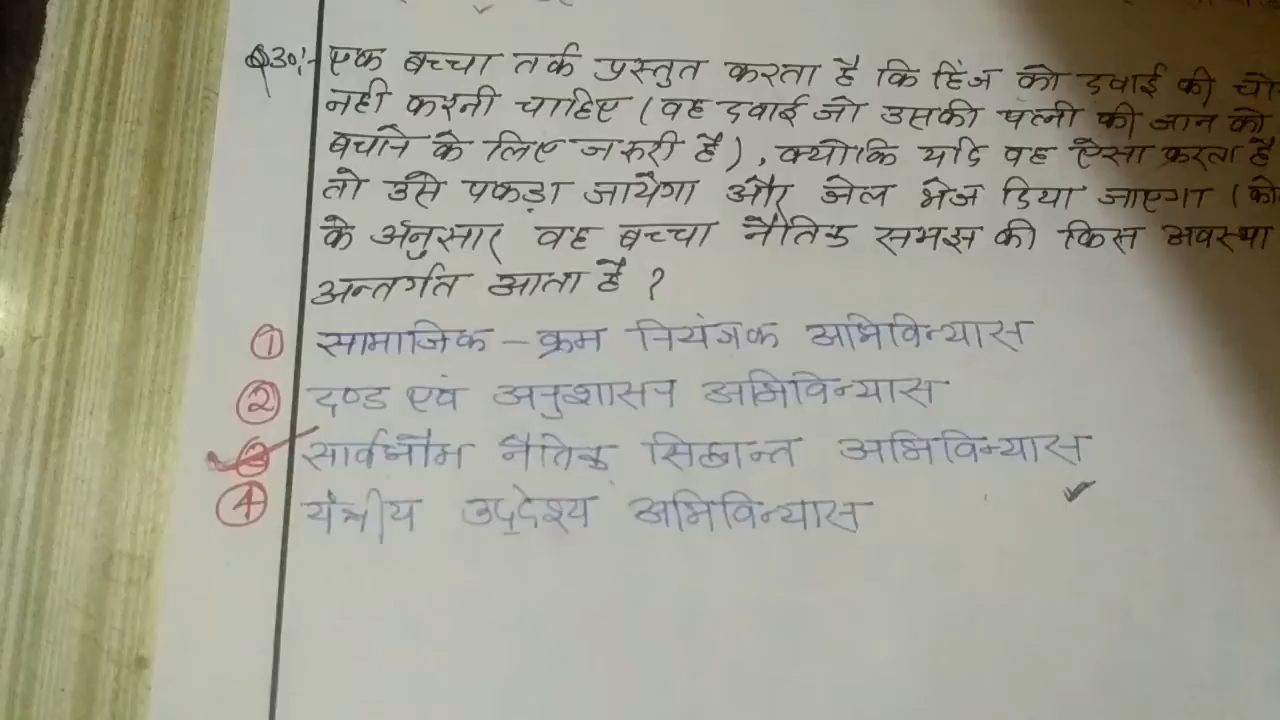 Q30:- एक बच्चा तर्क प्रस्तुत करता है कि हिंज को दवाई की
नही करनी चाहिए (वह दवाई जो उसकी पत्नी की जान को
बचाने के लिए जरुरी है), क्योकि यदि वह ऐसा करता है
तो उसे पकड़ा जायेगा और जेल भेज दिया जाएगा
के अनुसार वह बच्चा नैतिक समझ की किस अवस्था
अन्तर्गत आता है ?
① सामाजिक - क्रम नियंत्रक अभिविन्यास
② दण्ड एवं अनुशासन अभिविन्यास
③ सार्वभौम नैतिक सिद्धान्त अभिविन्यास
④ यंत्रीय उद्देश्य अभिविन्यास